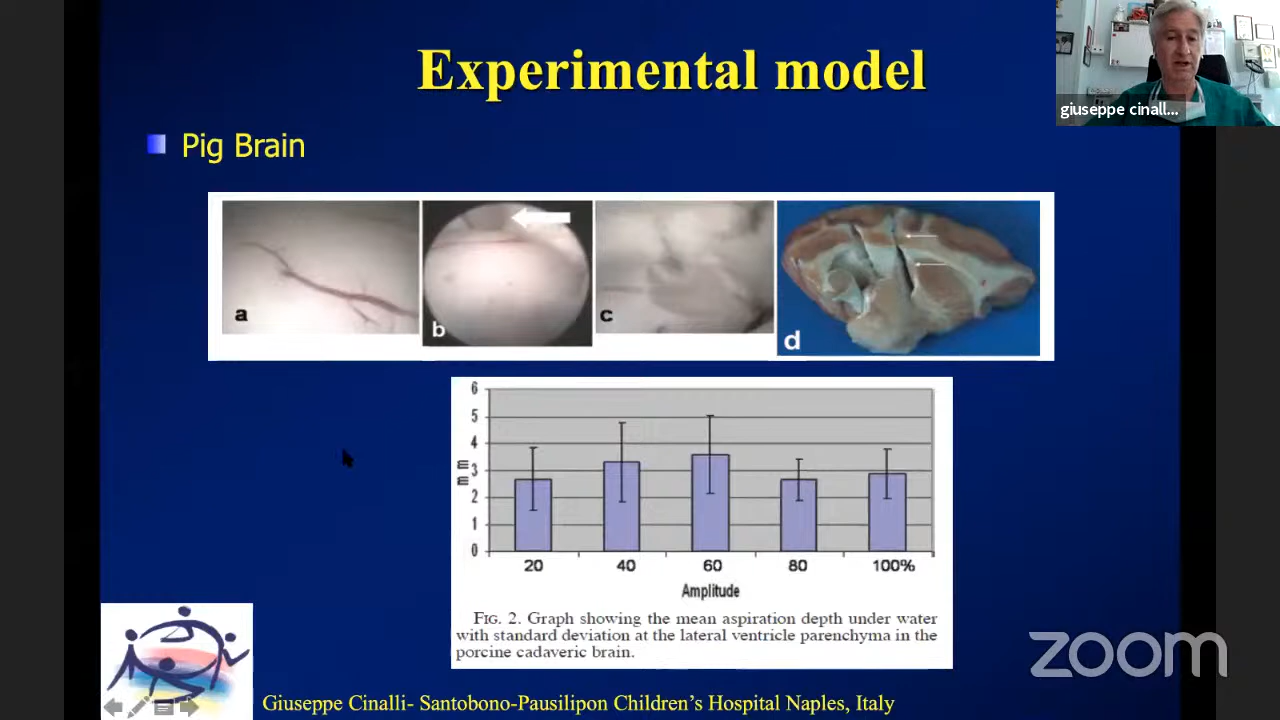 Experimental model
giuseppe cinall...
Pig Brain
a
b
c
d
6
5
4
3
2
1
0
mm
20 40 60 80 100%
Amplitude
FIG. 2. Graph showing the mean aspiration depth under water
with standard deviation at the lateral ventricle parenchyma in the
porcine cadaveric brain.
zoom
Giuseppe Cinalli- Santobono-Pausilipon Children's Hospital Naples, Italy